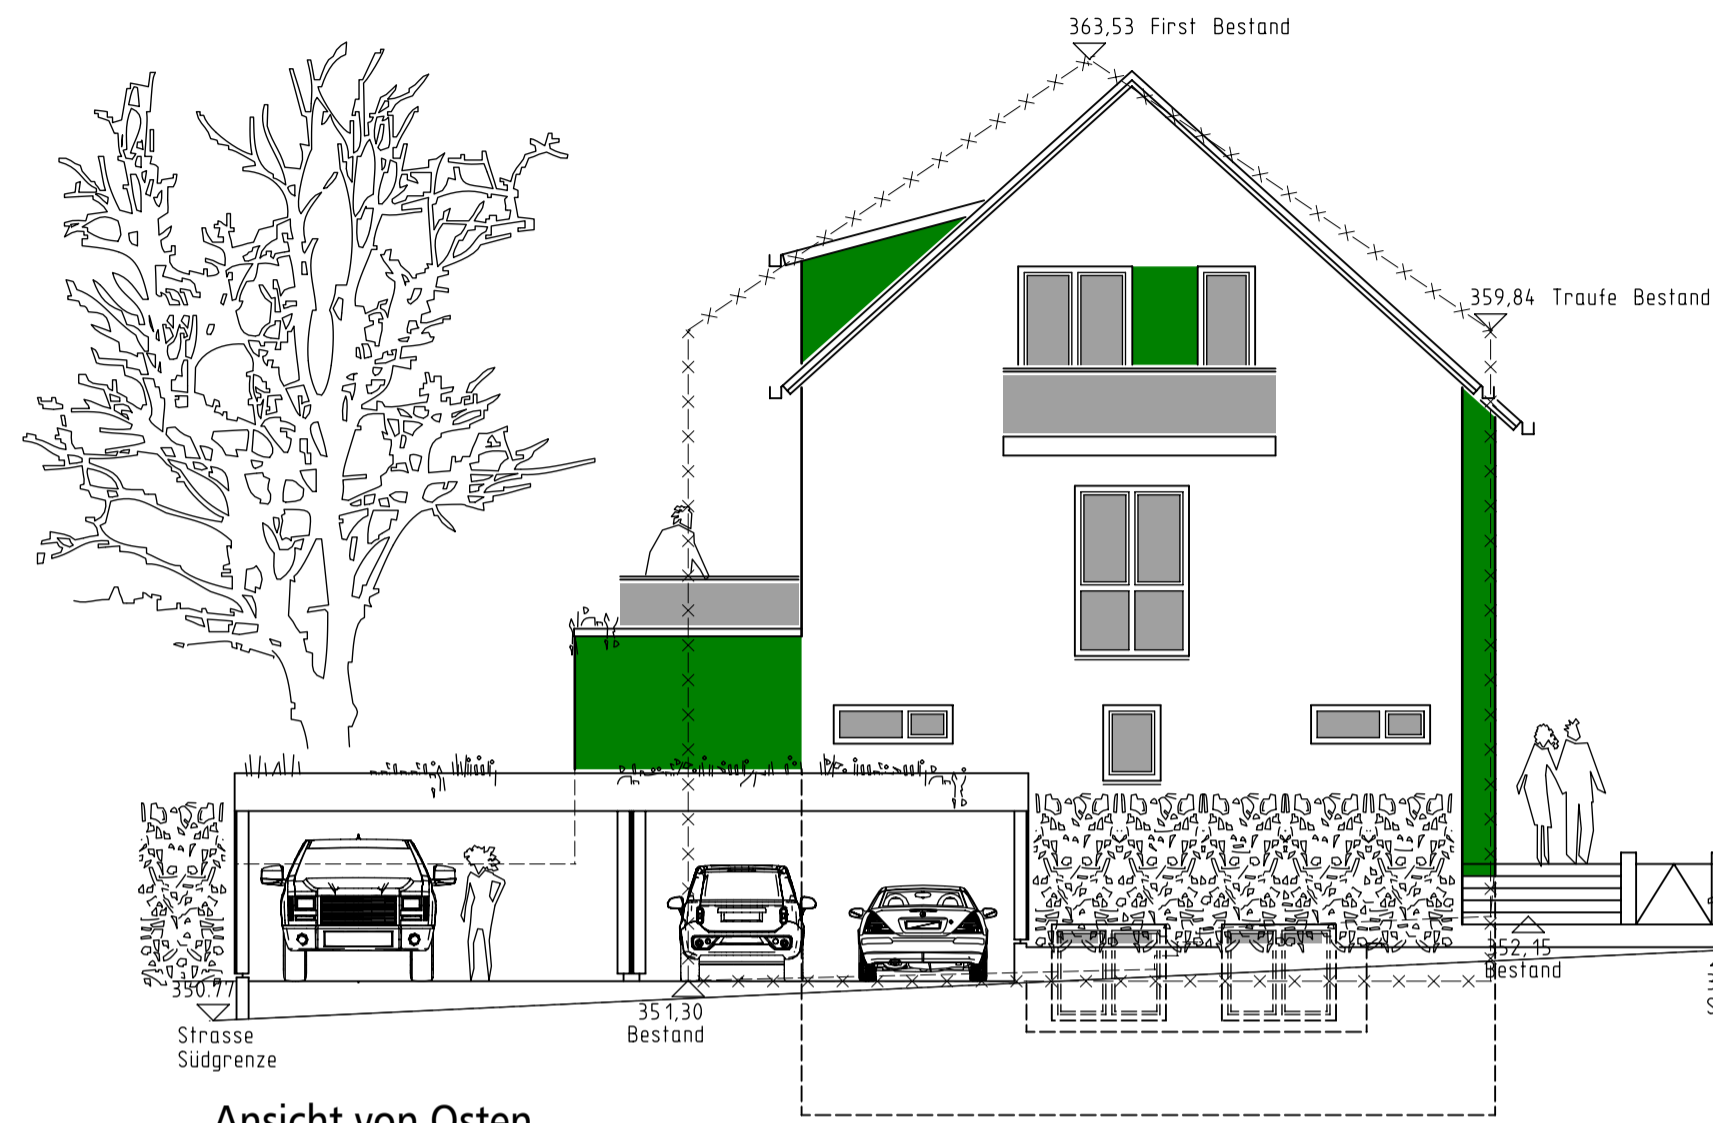 363,53 First Bestand
359,84 Traufe Bestand
350.77
Strasse
Südgrenze
351,30
Bestand
352,15
Bestand
Ansicht von Osten